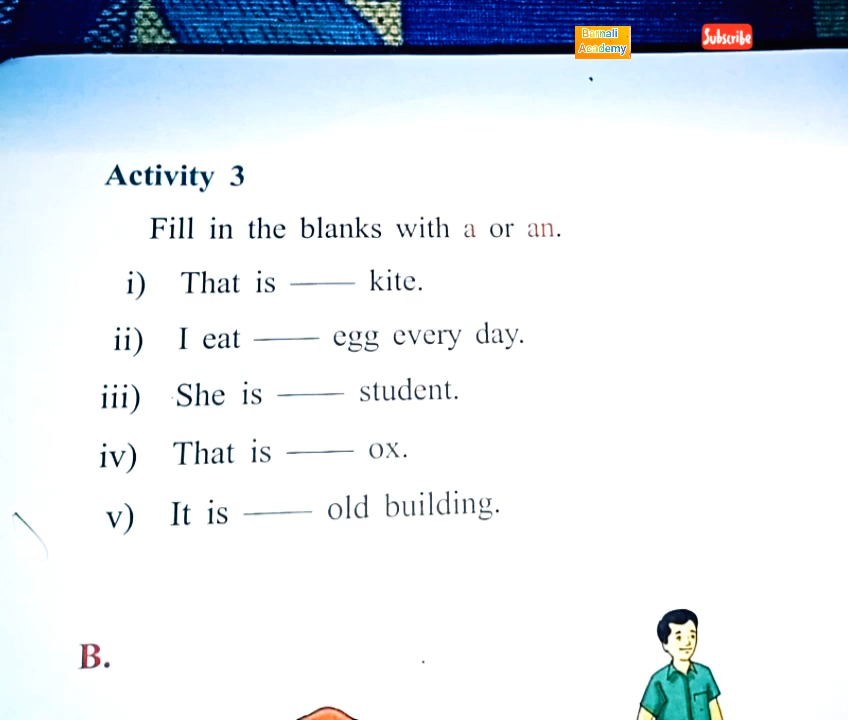 Barnali
Academy
Subscribe
Activity 3
Fill in the blanks with a or an.
i) That is —— kite.
ii) I eat —— egg every day.
iii) She is —— student.
iv) That is —— ox.
v) It is —— old building.
B.